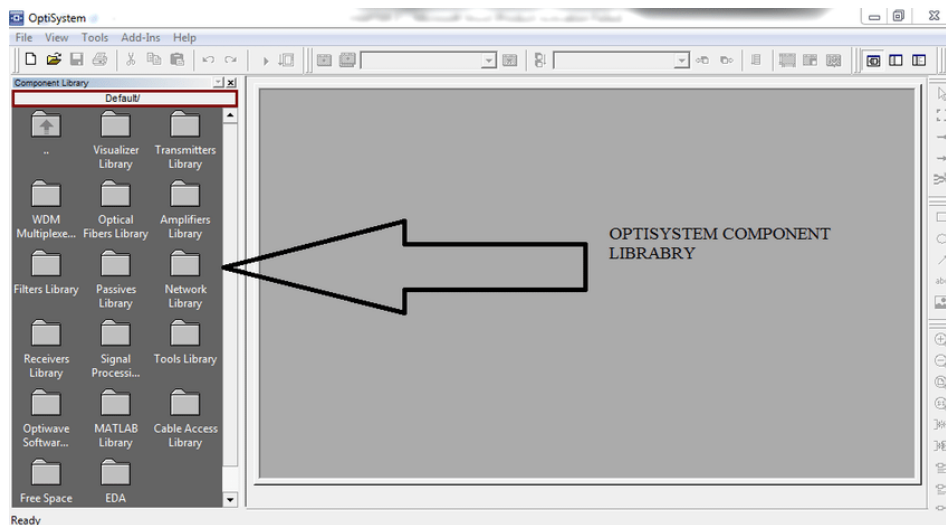 OptiSystem
File View Tools Add-Ins Help
Component Library
Default/
..
Visualizer Library
Transmitters Library
WDM Multiplexe...
Optical Fibers Library
Amplifiers Library
Filters Library
Passives Library
Network Library
Receivers Library
Signal Processi...
Tools Library
Optiwave Softwar...
MATLAB Library
Cable Access Library
Free Space
EDA
OPTISYSTEM COMPONENT
LIBRABRY
Ready